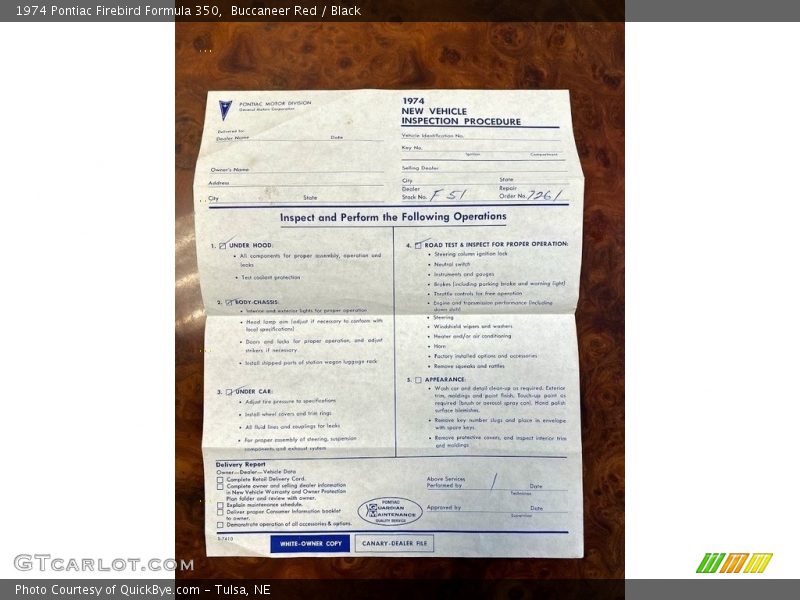 1974 Pontiac Firebird Formula 350,  Buccaneer Red / Black
PONTIAC MOTOR DIVISION
General Motors Corporation
Delivered to:
Dealer Name Date
Owner's Name
Address
City State
1974
NEW VEHICLE
INSPECTION PROCEDURE
Vehicle Identification No.
Key No.
Ignition Compartment
Selling Dealer
City State
Dealer Stock No. F 51 Repair Order No. 7261
Inspect and Perform the Following Operations
1. UNDER HOOD:
• All components for proper assembly, operation and
leaks
• Test coolant protection
2. BODY-CHASSIS:
• Interior and exterior lights for proper operation
• Head lamp aim (adjust if necessary to conform with
local specifications)
• Doors and locks for proper operation, and adjust
strikers if necessary
• Install shipped parts of station wagon luggage rack
3. UNDER CAR:
• Adjust tire pressure to specifications
• Install wheel covers and trim rings
• All fluid lines and couplings for leaks
• For proper assembly of steering, suspension
components and exhaust system
4. ROAD TEST & INSPECT FOR PROPER OPERATION:
• Steering column ignition lock
• Neutral switch
• Instruments and gauges
• Brakes (including parking brake and warning light)
• Throttle controls for free operation
• Engine and transmission performance (including
down shift)
• Steering
• Windshield wipers and washers
• Heater and/or air conditioning
• Horn
• Factory installed options and accessories
• Remove squeaks and rattles
5. APPEARANCE:
• Wash car and detail clean-up as required. Exterior
trim, moldings and paint finish. Touch-up paint as
required (brush or aerosol spray can). Hand polish
surface blemishes.
• Remove key number slugs and place in envelope
with spare keys.
• Remove protective covers, and inspect interior trim
and moldings
Delivery Report
Owner—Dealer—Vehicle Data
Complete Retail Delivery Card.
Complete owner and selling dealer information
in New Vehicle Warranty and Owner Protection
Plan folder and review with owner.
Explain maintenance schedule.
Deliver proper Consumer Information booklet
to owner.
Demonstrate operation of all accessories & options.
PONTIAC
GUARDIAN
MAINTENANCE
QUALITY SERVICE
Above Services
Performed by Date
Technician
Approved by Date
Supervisor
S-7410
WHITE-OWNER COPY
CANARY-DEALER FILE
GTcarlot.com
Photo Courtesy of QuickBye.com – Tulsa, NE